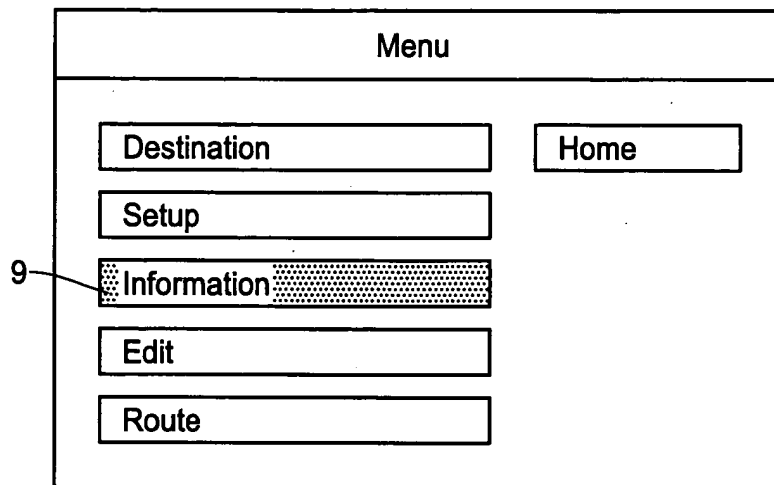 Menu
Destination
Home
Setup
9
Information
Edit
Route